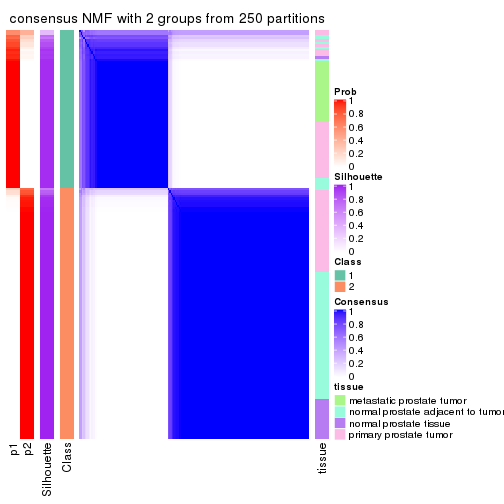 consensus NMF with 2 groups from 250 partitions
Prob
1
0.8
0.6
0.4
0.2
0
Silhouette
1
0.8
0.6
0.4
0.2
0
Class
1
2
Consensus
1
0.8
0.6
0.4
0.2
0
tissue
metastatic prostate tumor
normal prostate adjacent to tumor
normal prostate tissue
primary prostate tumor
p1
p2
Silhouette
Class
tissue